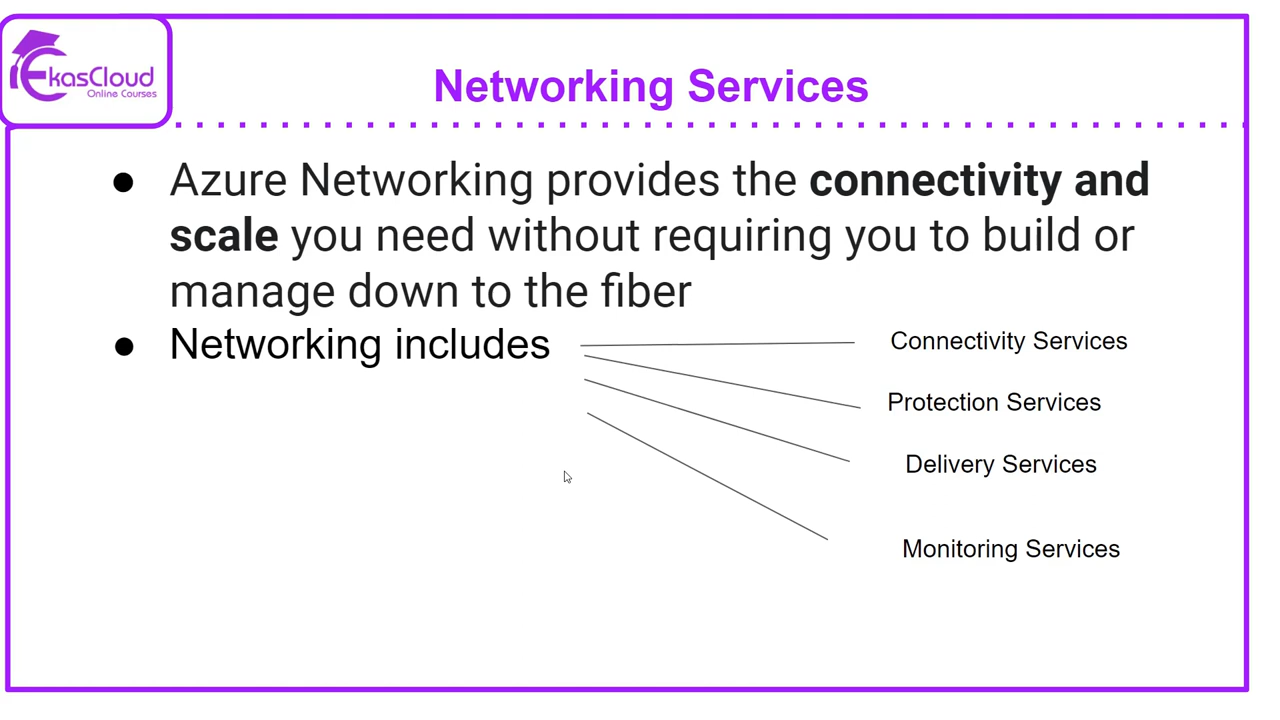 EkasCloud
Online Courses
Networking Services
● Azure Networking provides the connectivity and
scale you need without requiring you to build or
manage down to the fiber
● Networking includes
Connectivity Services
Protection Services
Delivery Services
Monitoring Services